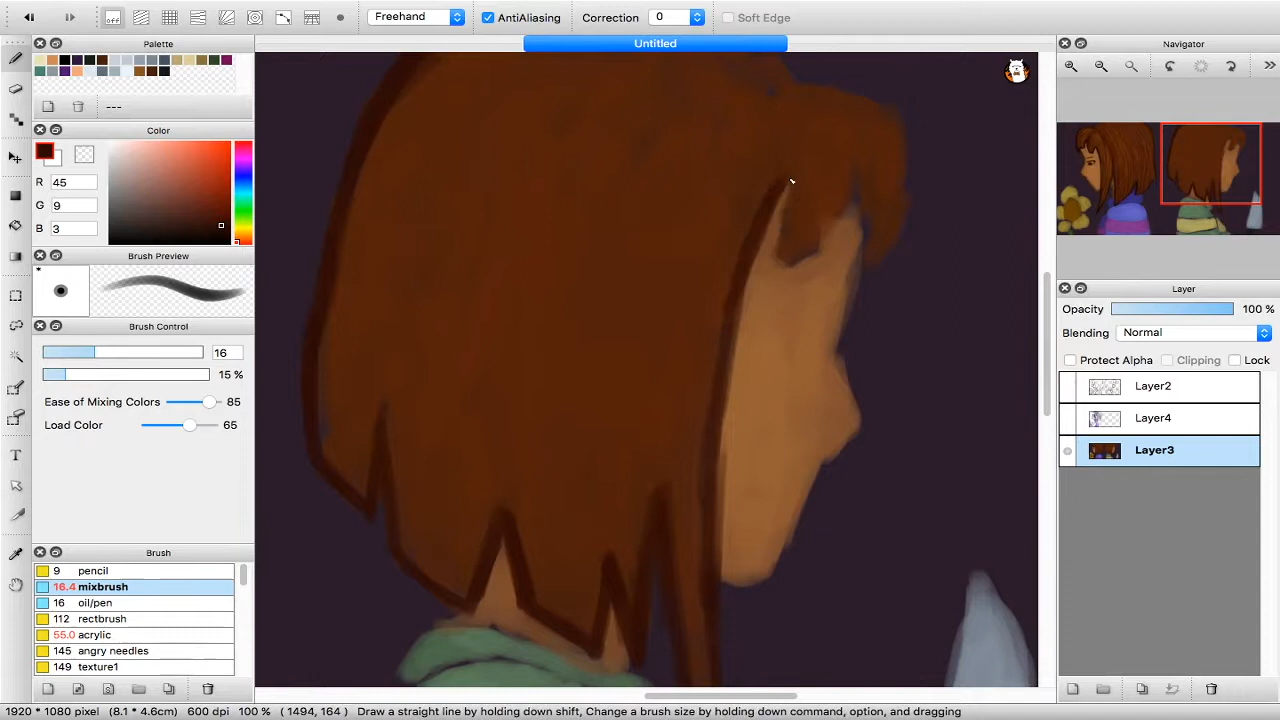 off
Freehand
AntiAliasing
Correction
0
Soft Edge
Untitled
Palette
---
Color
R 45
G 9
B 3
Brush Preview
*
Brush Control
16
15 %
Ease of Mixing Colors 85
Load Color 65
Brush
9 pencil
16.4 mixbrush
16 oil/pen
112 rectbrush
55.0 acrylic
145 angry needles
149 texture1
Navigator
Layer
Opacity 100 %
Blending Normal
Protect Alpha Clipping Lock
Layer2
Layer4
Layer3
T
1920 * 1080 pixel (8.1 * 4.6cm) 600 dpi 100 % ( 1494, 164 ) Draw a straight line by holding down shift, Change a brush size by holding down command, option, and dragging